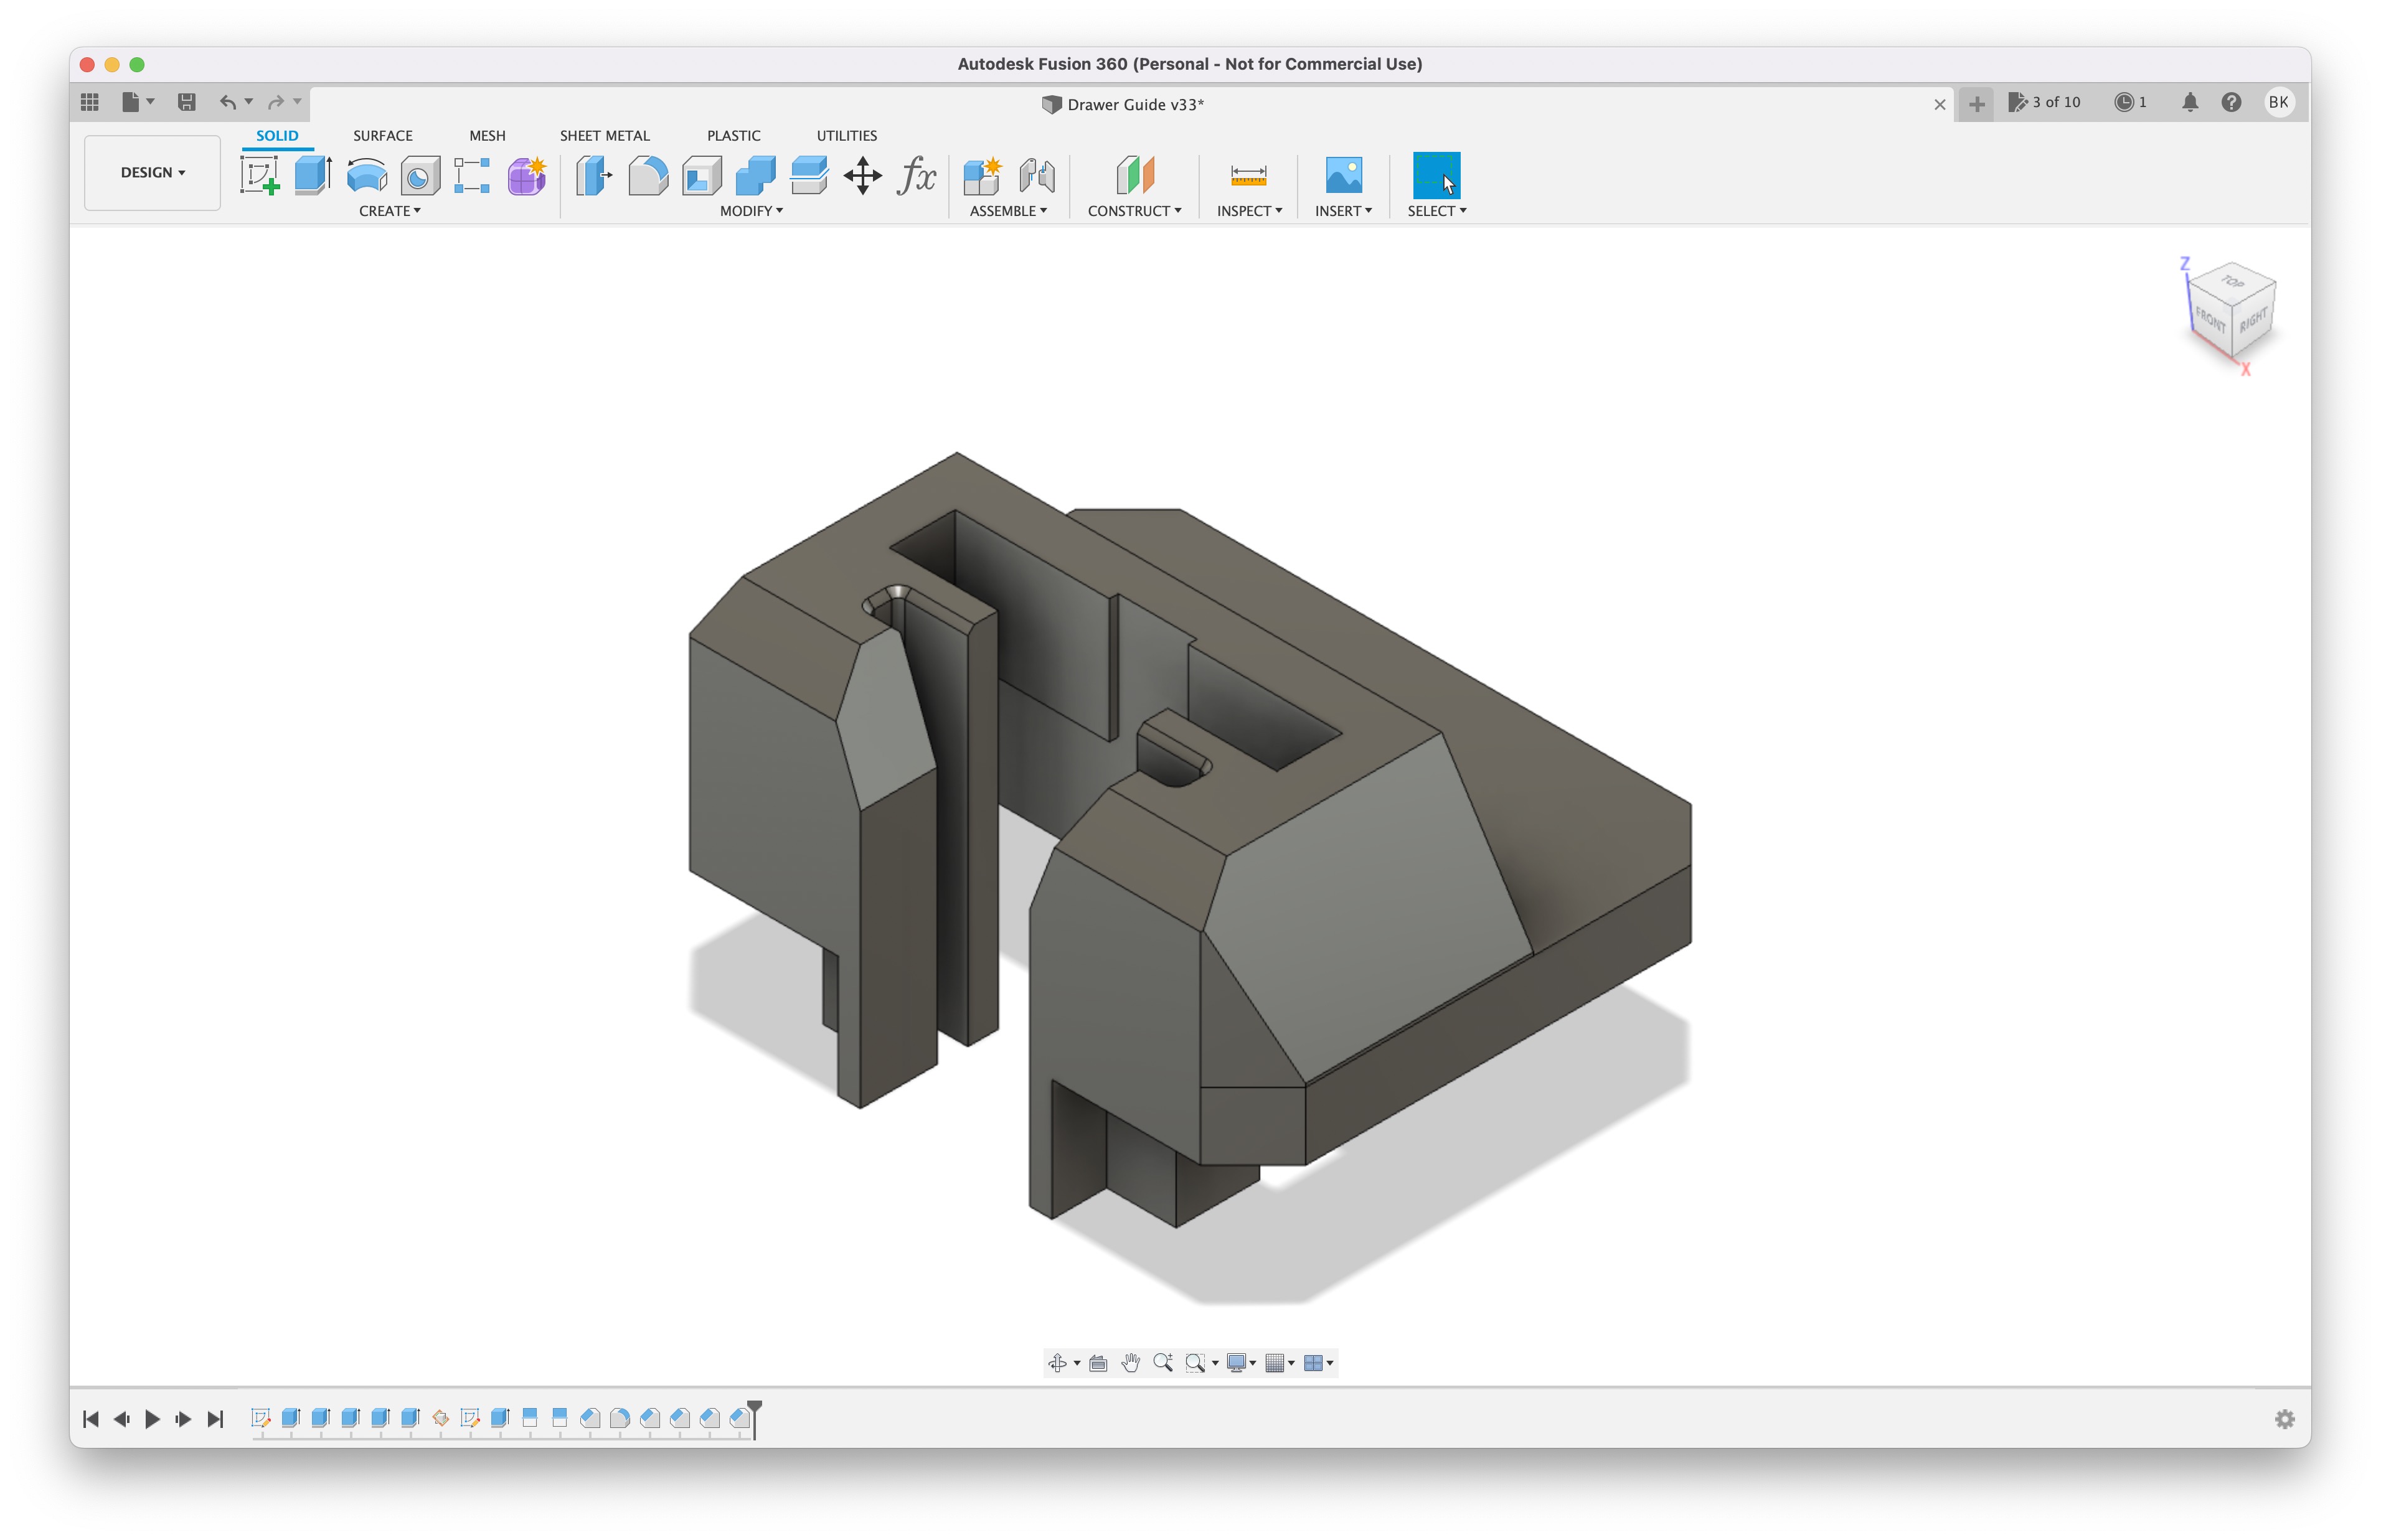 Autodesk Fusion 360 (Personal - Not for Commercial Use)
Drawer Guide v33*
3 of 10
1
BK
DESIGN
SOLID SURFACE MESH SHEET METAL PLASTIC UTILITIES
fx
CREATE MODIFY ASSEMBLE CONSTRUCT INSPECT INSERT SELECT
Z
TOP
FRONT RIGHT
X